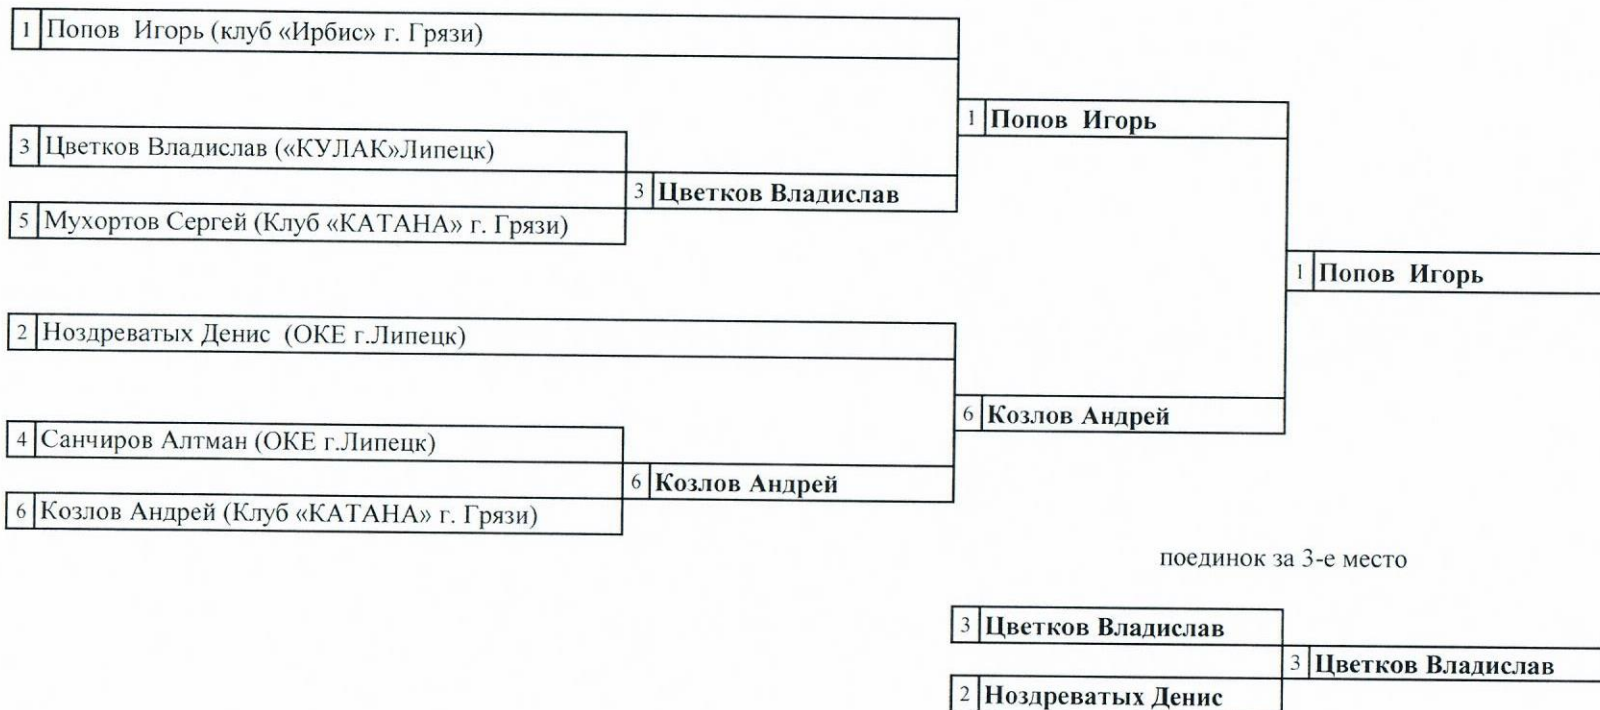 1 Попов Игорь (клуб «Ирбис» г. Грязи)
1 Попов Игорь
3 Цветков Владислав («КУЛАК»Липецк)
3 Цветков Владислав
5 Мухортов Сергей (Клуб «КАТАНА» г. Грязи)
1 Попов Игорь
2 Ноздреватых Денис (ОКЕ г.Липецк)
6 Козлов Андрей
4 Санчиров Алтман (ОКЕ г.Липецк)
6 Козлов Андрей
6 Козлов Андрей (Клуб «КАТАНА» г. Грязи)
поединок за 3-е место
3 Цветков Владислав
3 Цветков Владислав
2 Ноздреватых Денис